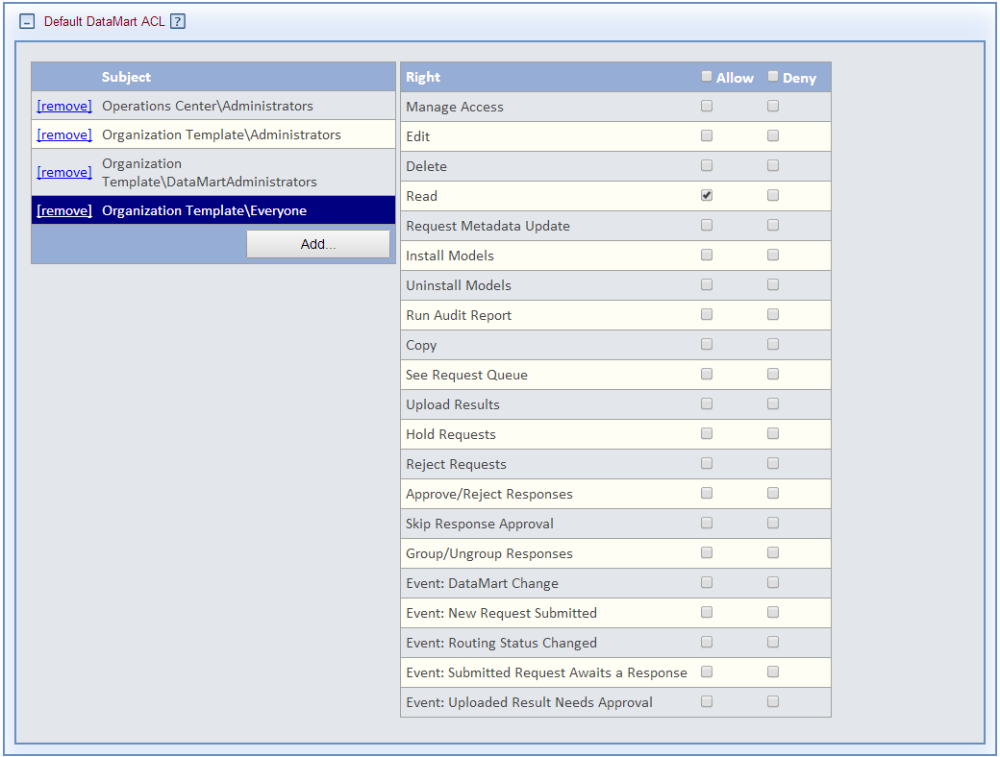 Default DataMart ACL ?
Subject
[remove] Operations Center\Administrators
[remove] Organization Template\Administrators
[remove] Organization
Template\DataMartAdministrators
[remove] Organization Template\Everyone
Add...
Right Allow Deny
Manage Access
Edit
Delete
Read
Request Metadata Update
Install Models
Uninstall Models
Run Audit Report
Copy
See Request Queue
Upload Results
Hold Requests
Reject Requests
Approve/Reject Responses
Skip Response Approval
Group/Ungroup Responses
Event: DataMart Change
Event: New Request Submitted
Event: Routing Status Changed
Event: Submitted Request Awaits a Response
Event: Uploaded Result Needs Approval